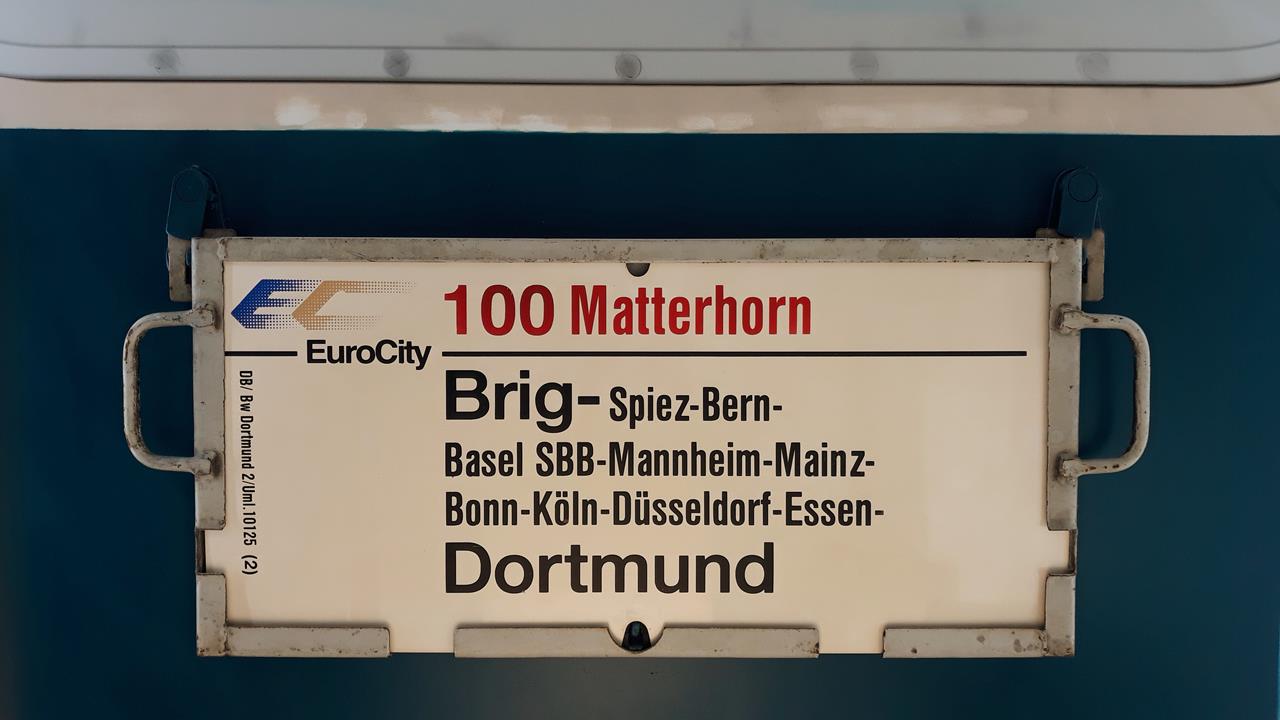 EC
100 Matterhorn
EuroCity
Brig- Spiez-Bern-
Basel SBB-Mannheim-Mainz-
Bonn-Köln-Düsseldorf-Essen-
Dortmund
DB/ Bw Dortmund 2/Uml.10125 (2)